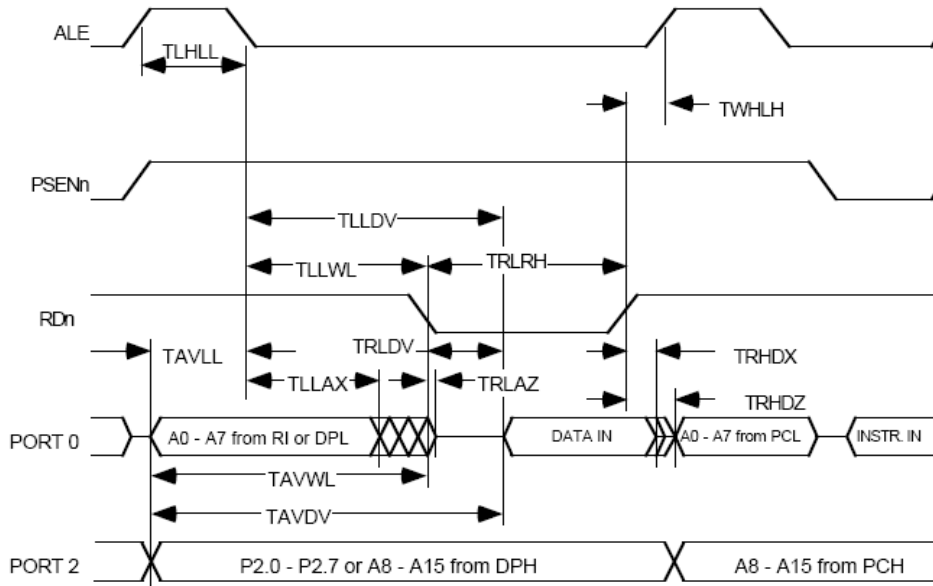 ALE
TLHLL
TWHLH
PSENn
TLLDV
TLLWL
TRLRH
RDn
TAVLL
TRLDV
TRHDX
TLLAX
TRLAZ
TRHDZ
PORT 0
A0 - A7 from RI or DPL
DATA IN
A0 - A7 from PCL
INSTR. IN
TAVWL
TAVDV
PORT 2
P2.0 - P2.7 or A8 - A15 from DPH
A8 - A15 from PCH